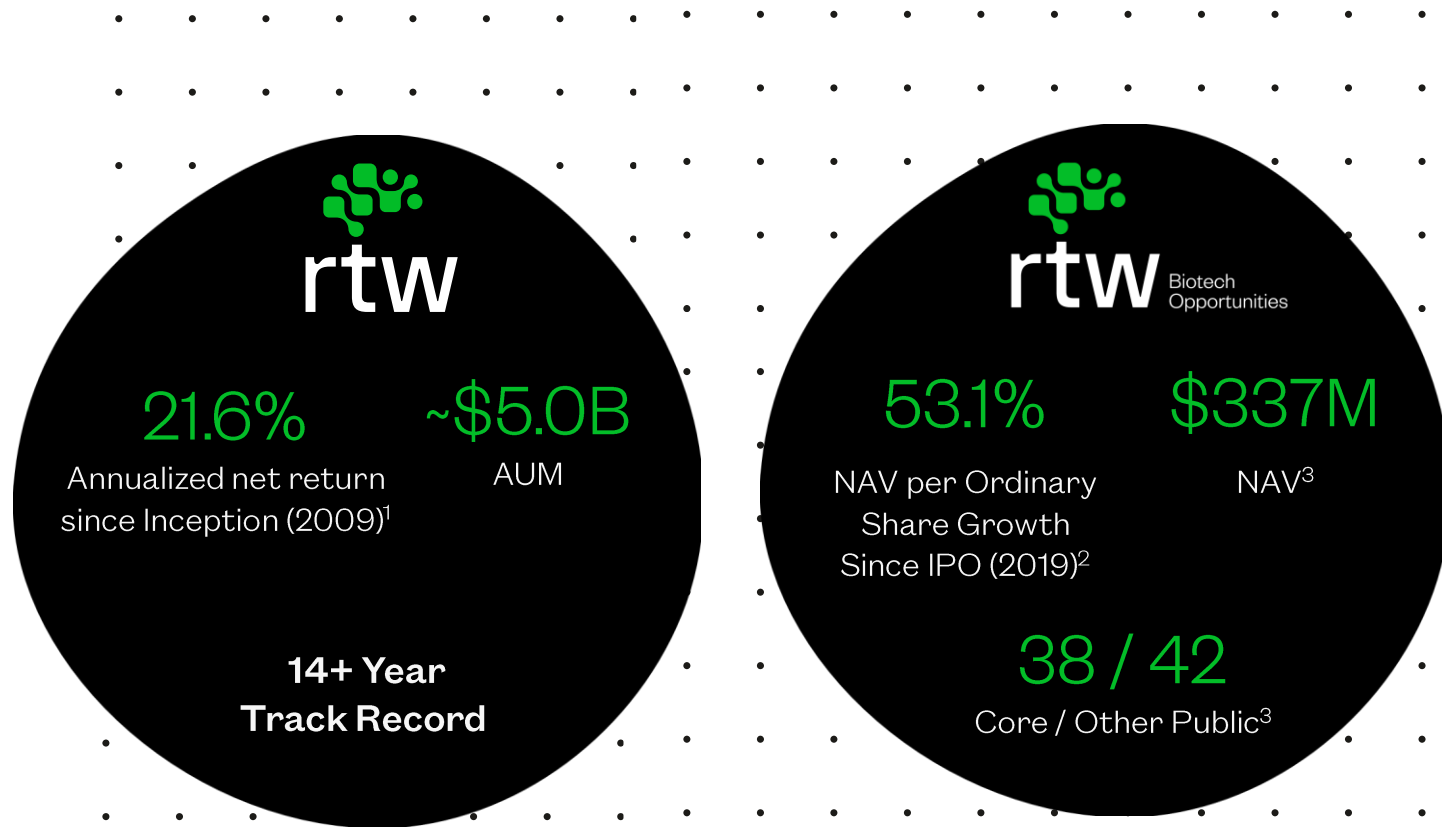 rtw
21.6%
Annualized net return
since Inception (2009)¹
~$5.0B
AUM
14+ Year
Track Record
rtw Biotech
Opportunities
53.1%
NAV per Ordinary
Share Growth
Since IPO (2019)²
$337M
NAV³
38 / 42
Core / Other Public³